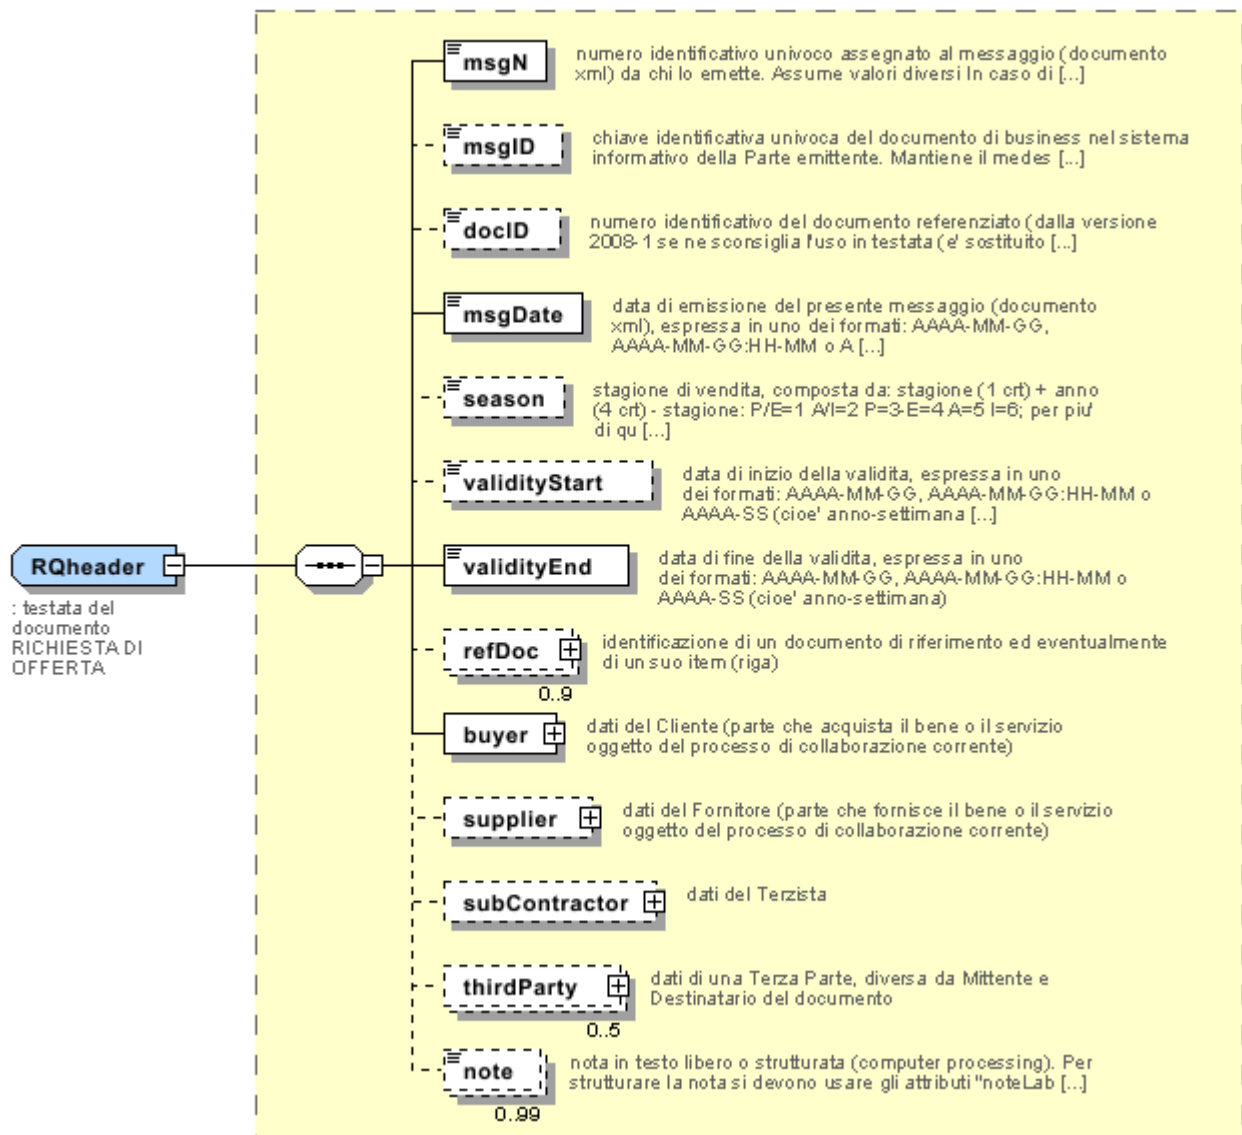 msgN
numero identificativo univoco assegnato al messaggio (documento
xml) da chi lo emette. Assume valori diversi In caso di [...]
msgID
chiave identificativa univoca del documento di business nel sistema
informativo della Parte emittente. Mantiene il medes [...]
docID
numero identificativo del documento referenziato (dalla versione
2008-1 se ne sconsiglia l'uso in testata (e' sostituito [...]
msgDate
data di emissione del presente messaggio (documento
xml), espressa in uno dei formati: AAAA-MM-GG,
AAAA-MM-GG:HH-MM o A [...]
season
stagione di vendita, composta da: stagione (1 crt) + anno
(4 crt) - stagione: P/E=1 A/I=2 P=3-E=4 A=5 I=6; per piu'
di qu [...]
validityStart
data di inizio della validita, espressa in uno
dei formati: AAAA-MM-GG, AAAA-MM-GG:HH-MM o
AAAA-SS (cioe' anno-settimana [...]
RQheader
: testata del
documento
RICHIESTA DI
OFFERTA
validityEnd
data di fine della validita, espressa in uno
dei formati: AAAA-MM-GG, AAAA-MM-GG:HH-MM o
AAAA-SS (cioe' anno-settimana)
refDoc
identificazione di un documento di riferimento ed eventualmente
di un suo item (riga)
0..9
buyer
dati del Cliente (parte che acquista il bene o il servizio
oggetto del processo di collaborazione corrente)
supplier
dati del Fornitore (parte che fornisce il bene o il servizio
oggetto del processo di collaborazione corrente)
subContractor
dati del Terzista
thirdParty
dati di una Terza Parte, diversa da Mittente e
Destinatario del documento
0..5
note
nota in testo libero o strutturata (computer processing). Per
strutturare la nota si devono usare gli attributi "noteLab [...]
0..99